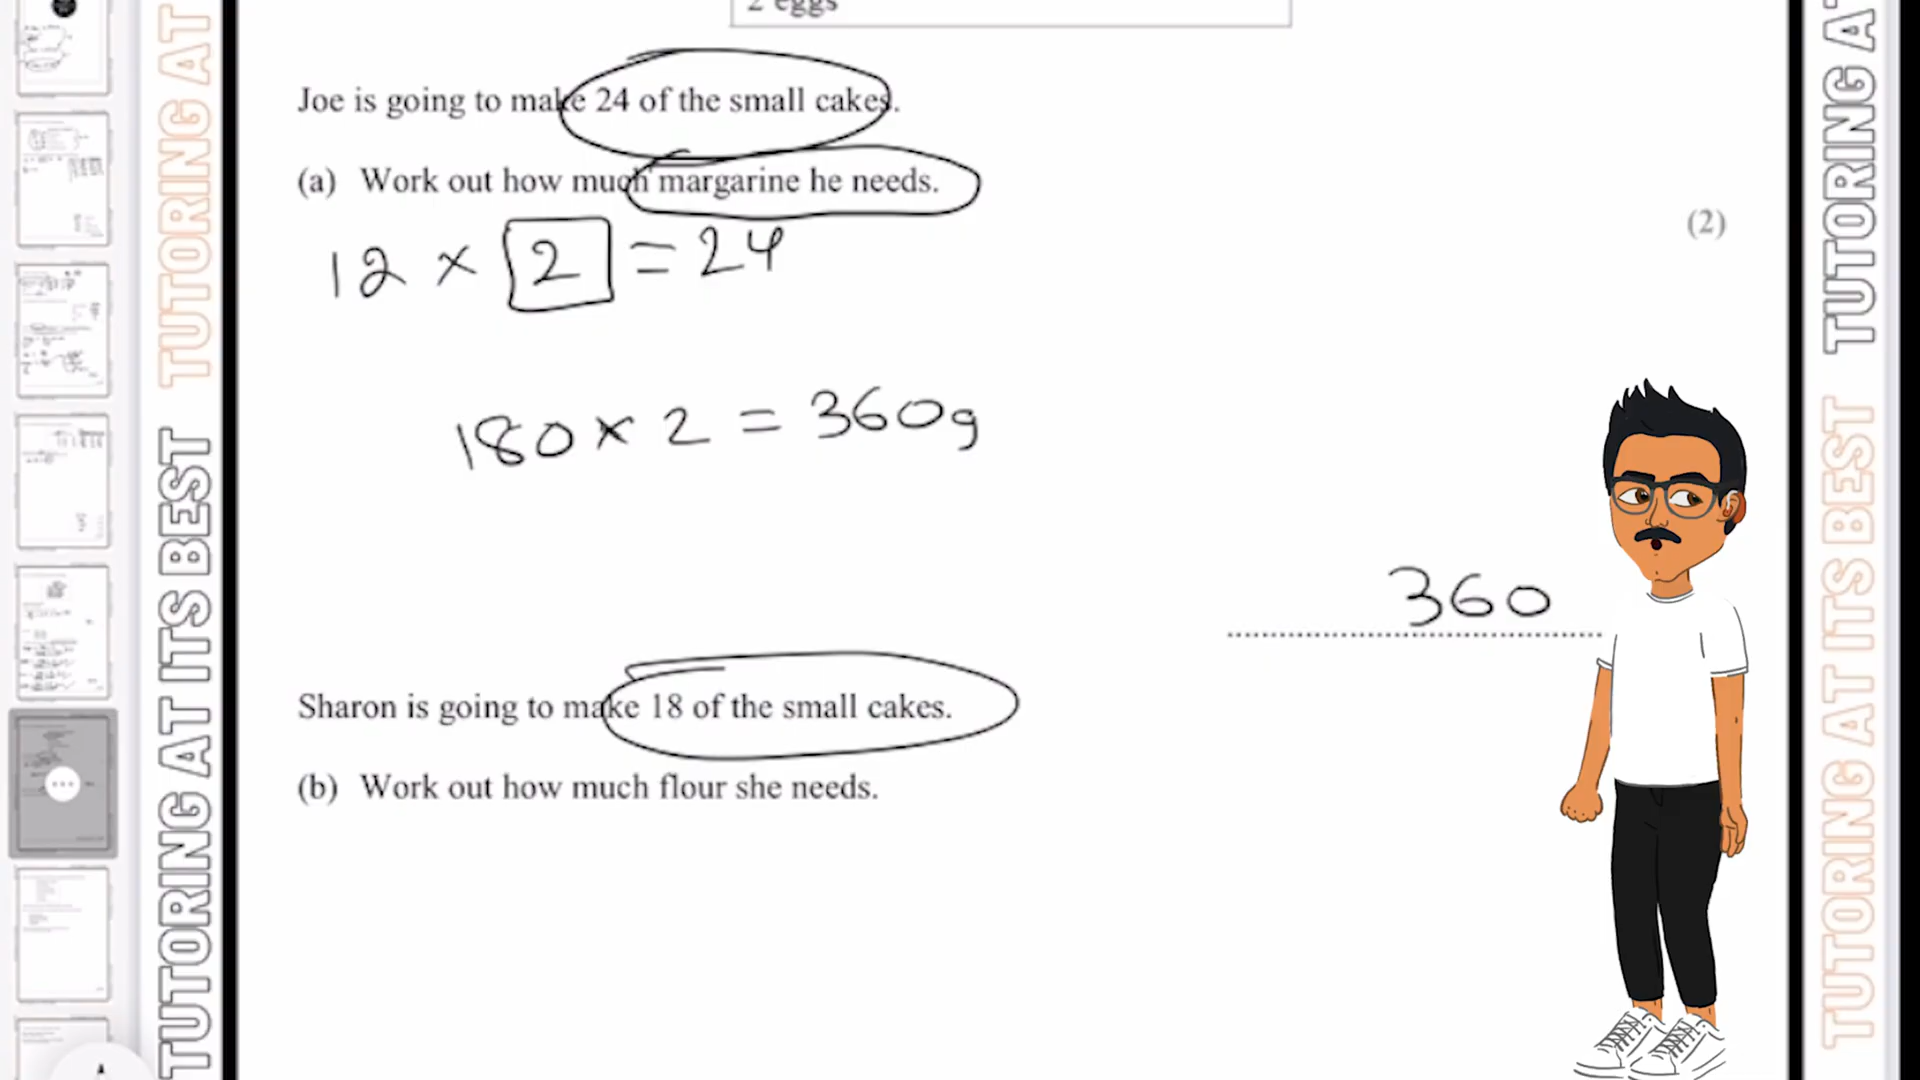 2 eggs
Joe is going to make 24 of the small cakes.
(a) Work out how much margarine he needs.
(2)
12 × 2 = 24
180 × 2 = 360g
360
Sharon is going to make 18 of the small cakes.
(b) Work out how much flour she needs.
TUTORING AT ITS BEST TUTORING AT
TUTORING AT ITS BEST TUTORING AT